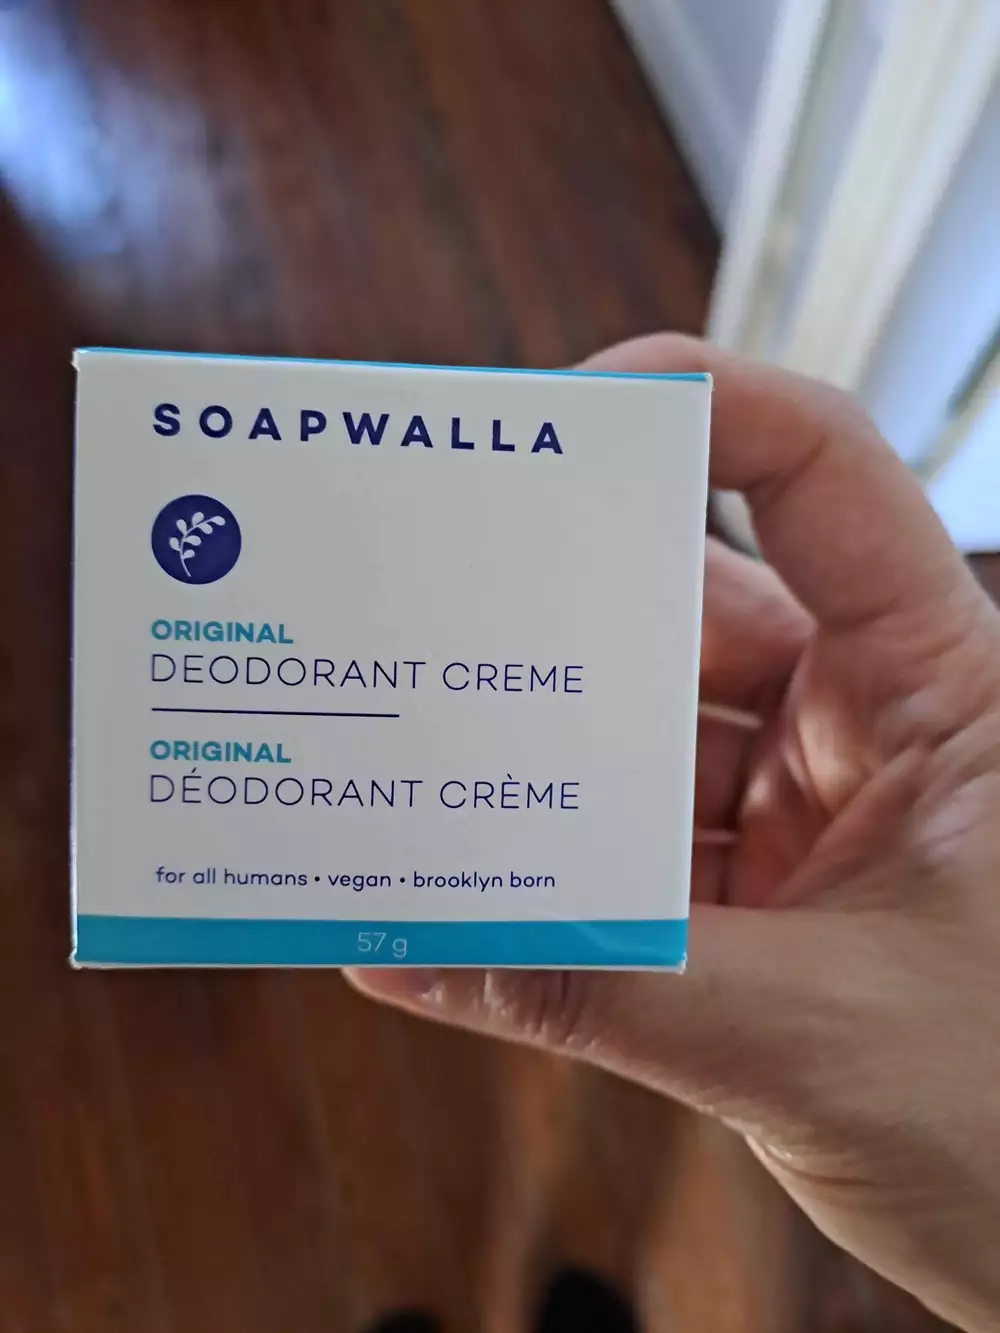 SOAPWALLA
ORIGINAL
DEODORANT CREME
ORIGINAL
DÉODORANT CRÈME
for all humans • vegan • brooklyn born
57 g